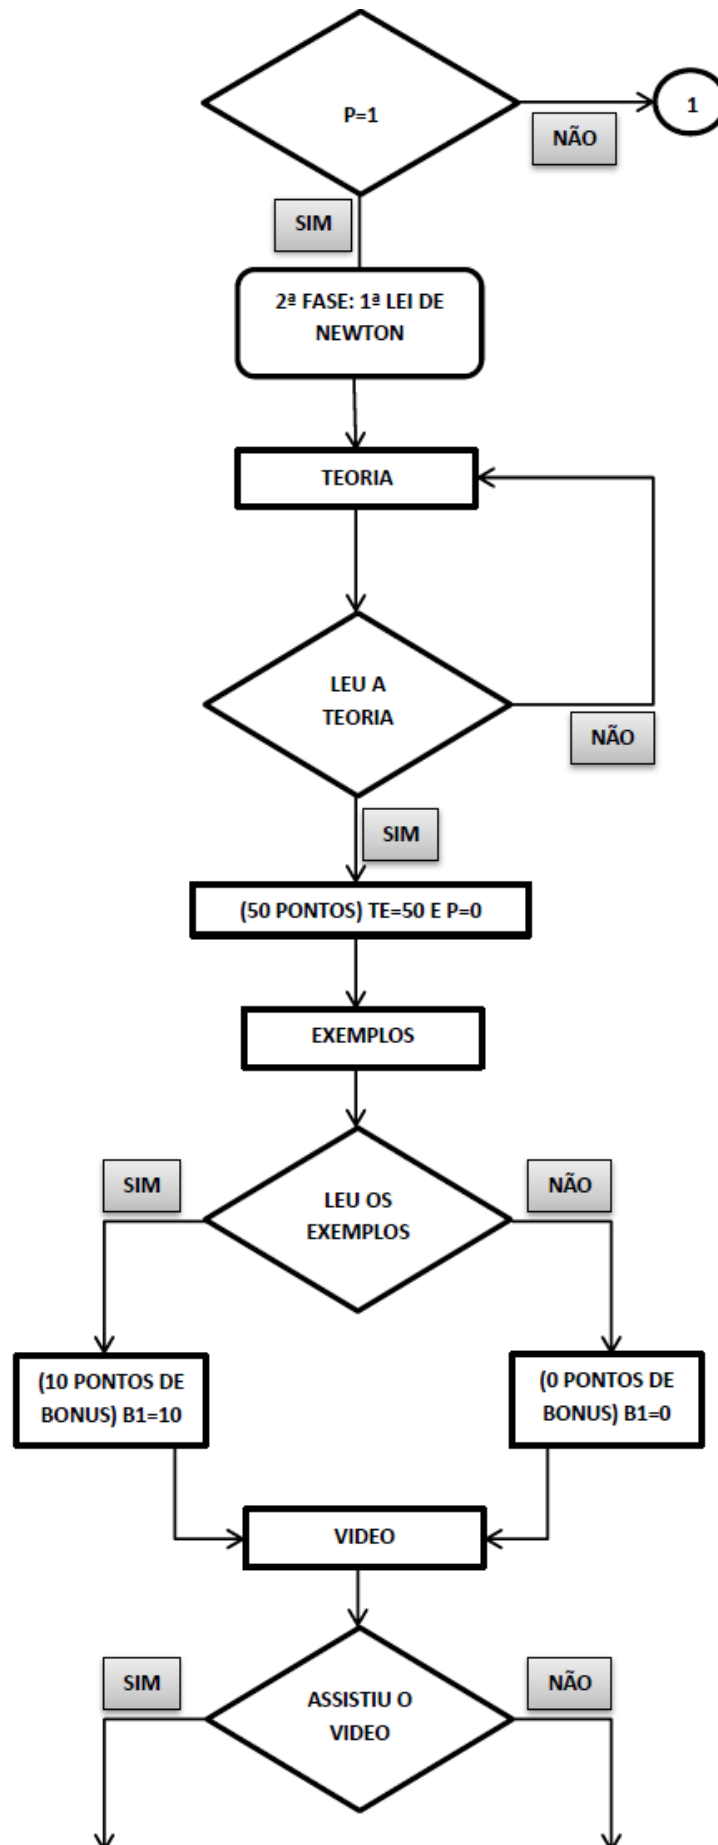 P=1
1
NÃO
SIM
2ª FASE: 1ª LEI DE
NEWTON
TEORIA
LEU A
TEORIA
NÃO
SIM
(50 PONTOS) TE=50 E P=0
EXEMPLOS
SIM
NÃO
LEU OS
EXEMPLOS
(10 PONTOS DE
BONUS) B1=10
(0 PONTOS DE
BONUS) B1=0
VIDEO
SIM
NÃO
ASSISTIU O
VIDEO